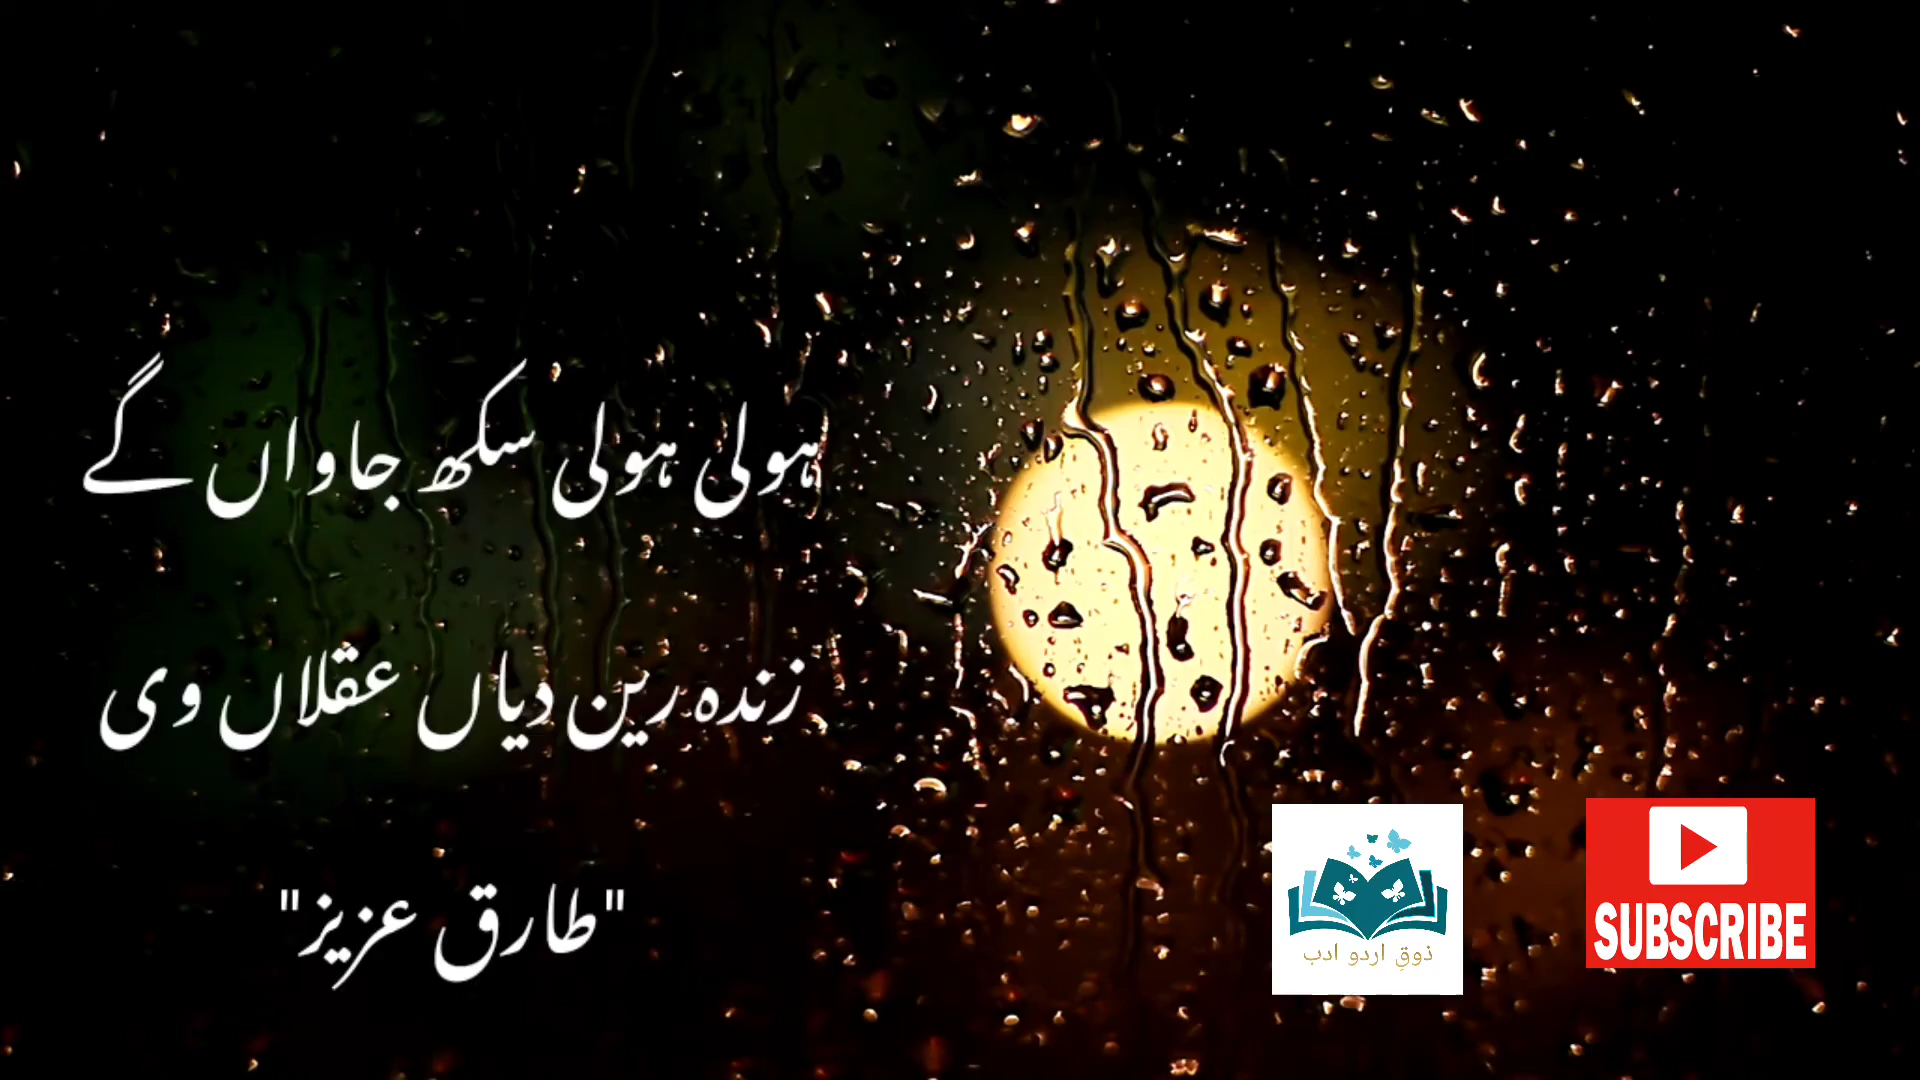 ہولی ہولی سکھ جاواں گے
زندہ رین دیاں عقلاں وی
"طارق عزیز"
ذوقِ اردو ادب
SUBSCRIBE